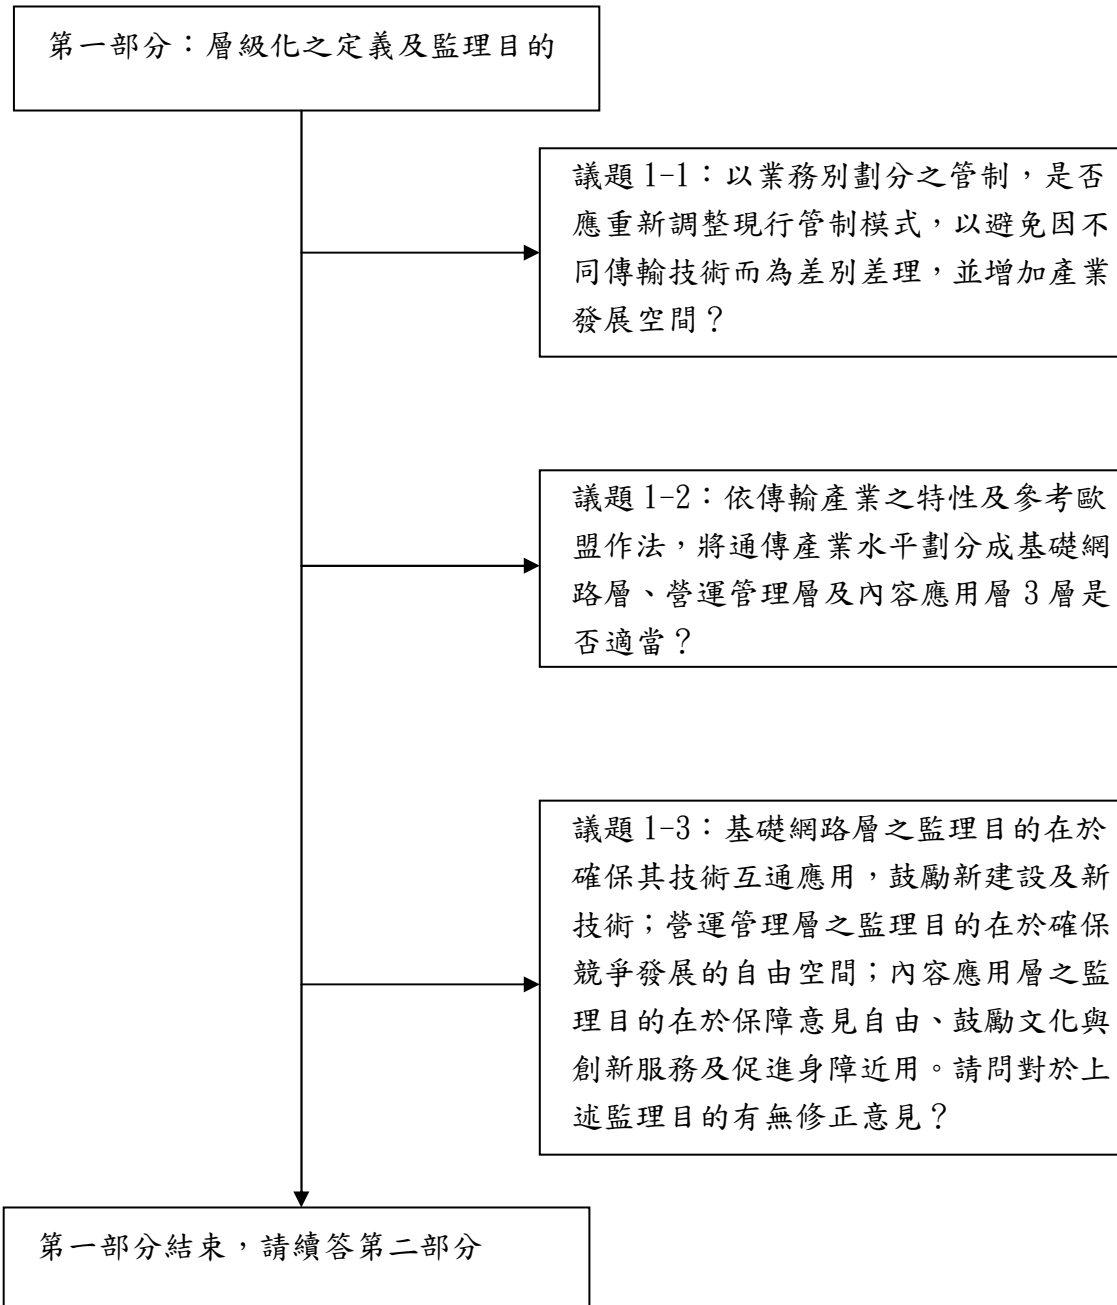 第一部分：層級化之定義及監理目的
議題 1-1：以業務別劃分之管制，是否
應重新調整現行管制模式，以避免因不
同傳輸技術而為差別差理，並增加產業
發展空間？
議題 1-2：依傳輸產業之特性及參考歐
盟作法，將通傳產業水平劃分成基礎網
路層、營運管理層及內容應用層 3 層是
否適當？
議題 1-3：基礎網路層之監理目的在於
確保其技術互通應用，鼓勵新建設及新
技術；營運管理層之監理目的在於確保
競爭發展的自由空間；內容應用層之監
理目的在於保障意見自由、鼓勵文化與
創新服務及促進身障近用。請問對於上
述監理目的有無修正意見？
第一部分結束，請續答第二部分